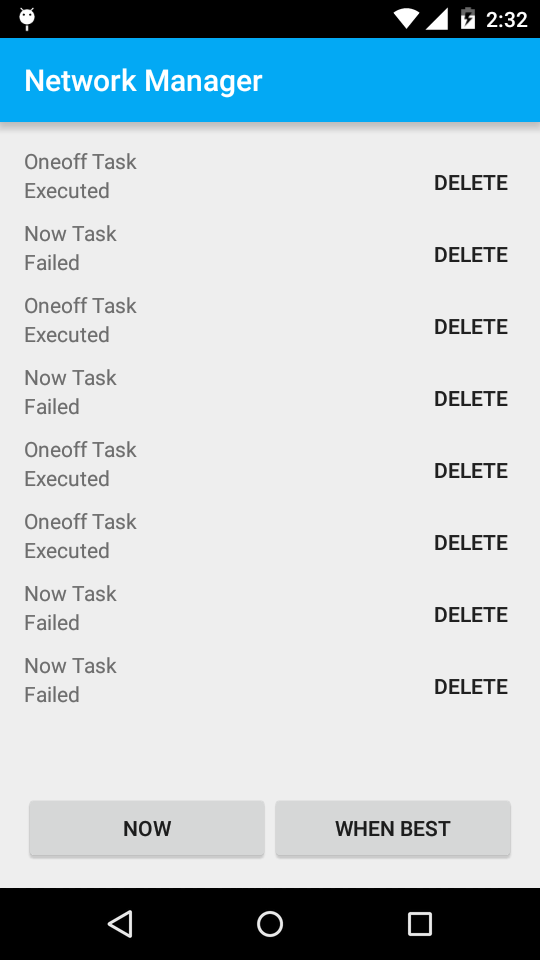 2:32
Network Manager
Oneoff Task
Executed
DELETE
Now Task
Failed
DELETE
Oneoff Task
Executed
DELETE
Now Task
Failed
DELETE
Oneoff Task
Executed
DELETE
Oneoff Task
Executed
DELETE
Now Task
Failed
DELETE
Now Task
Failed
DELETE
NOW
WHEN BEST